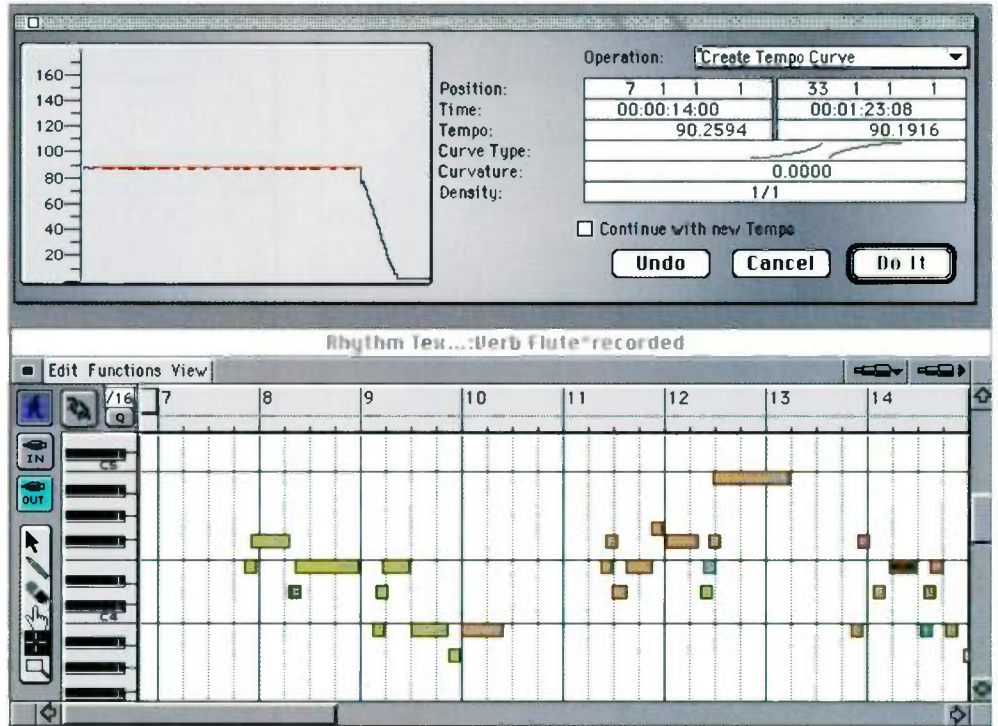 Operation: Create Tempo Curve
160
140
120
100
80
60
40
20
Position: 7 1 1 1 33 1 1 1
Time: 00:00:14:00 00:01:23:08
Tempo: 90.2594 90.1916
Curve Type:
Curvature: 0.0000
Density: 1/1
Continue with new Tempo
Undo Cancel Do It
Rhythm Tex...:Verb Flute*recorded
Edit Functions View
/16 7 8 9 10 11 12 13 14
Q
IN
C5
OUT
C4